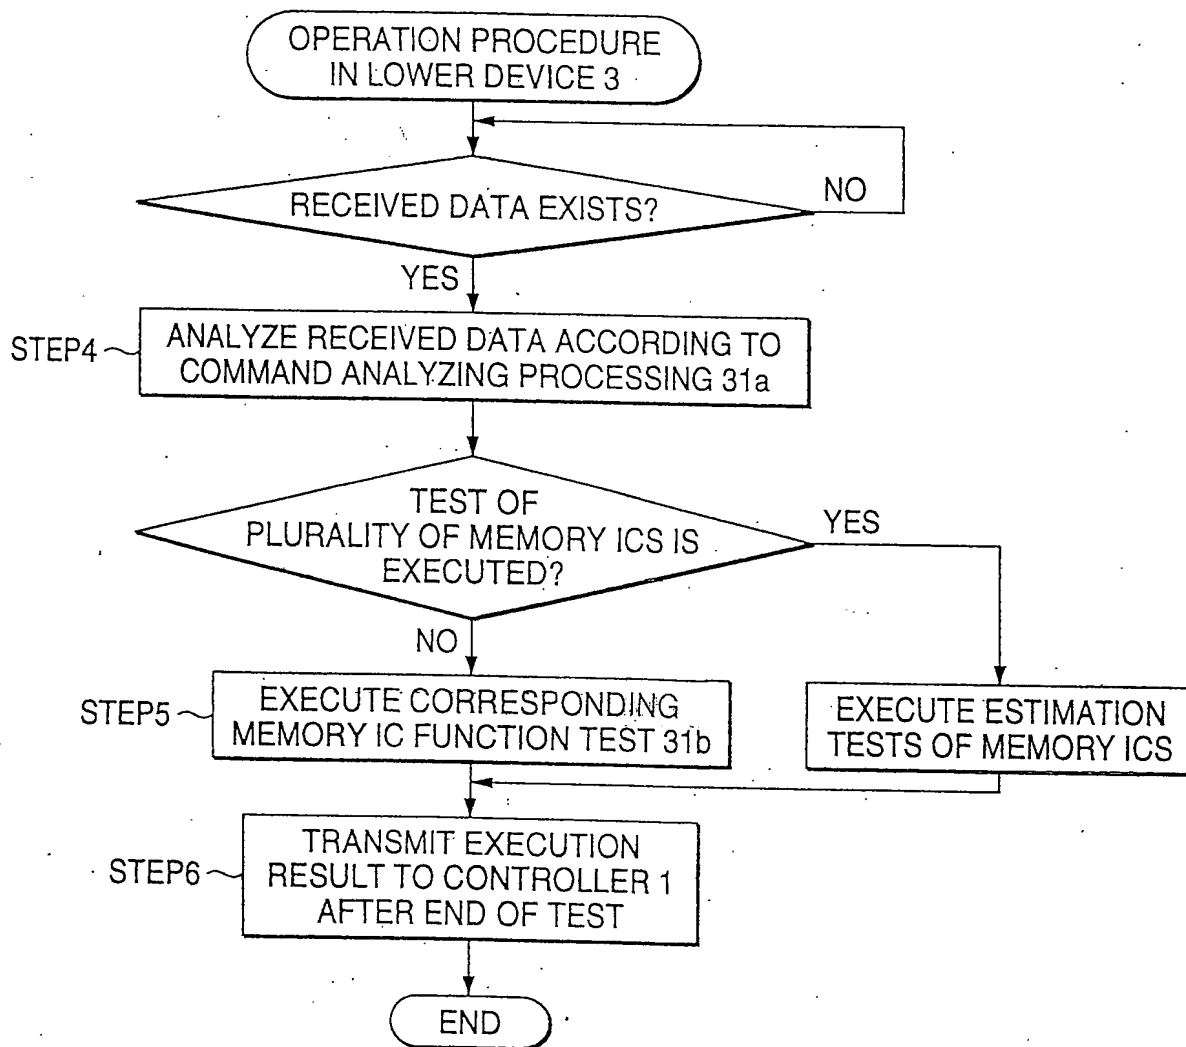 OPERATION PROCEDURE
IN LOWER DEVICE 3
RECEIVED DATA EXISTS?
NO
YES
STEP4
ANALYZE RECEIVED DATA ACCORDING TO
COMMAND ANALYZING PROCESSING 31a
TEST OF
PLURALITY OF MEMORY ICS IS
EXECUTED?
YES
NO
STEP5
EXECUTE CORRESPONDING
MEMORY IC FUNCTION TEST 31b
EXECUTE ESTIMATION
TESTS OF MEMORY ICS
STEP6
TRANSMIT EXECUTION
RESULT TO CONTROLLER 1
AFTER END OF TEST
END